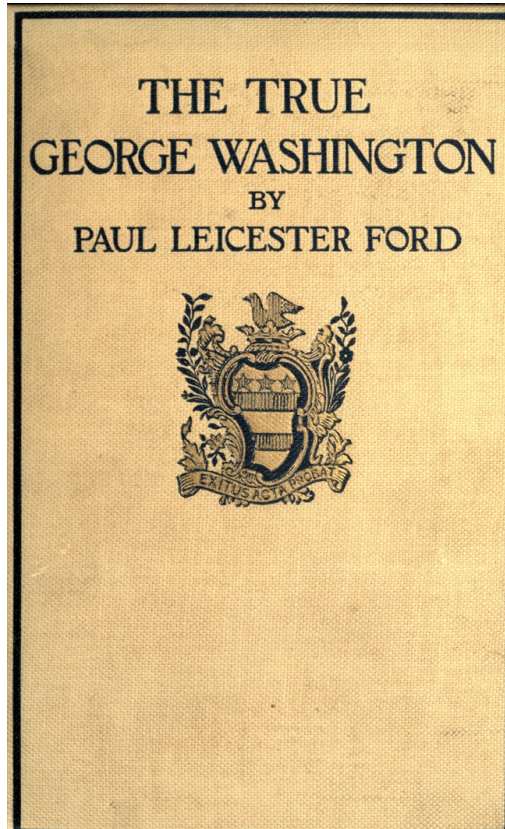 THE TRUE
GEORGE WASHINGTON
BY
PAUL LEICESTER FORD
EXITUS ACTA PROBAT